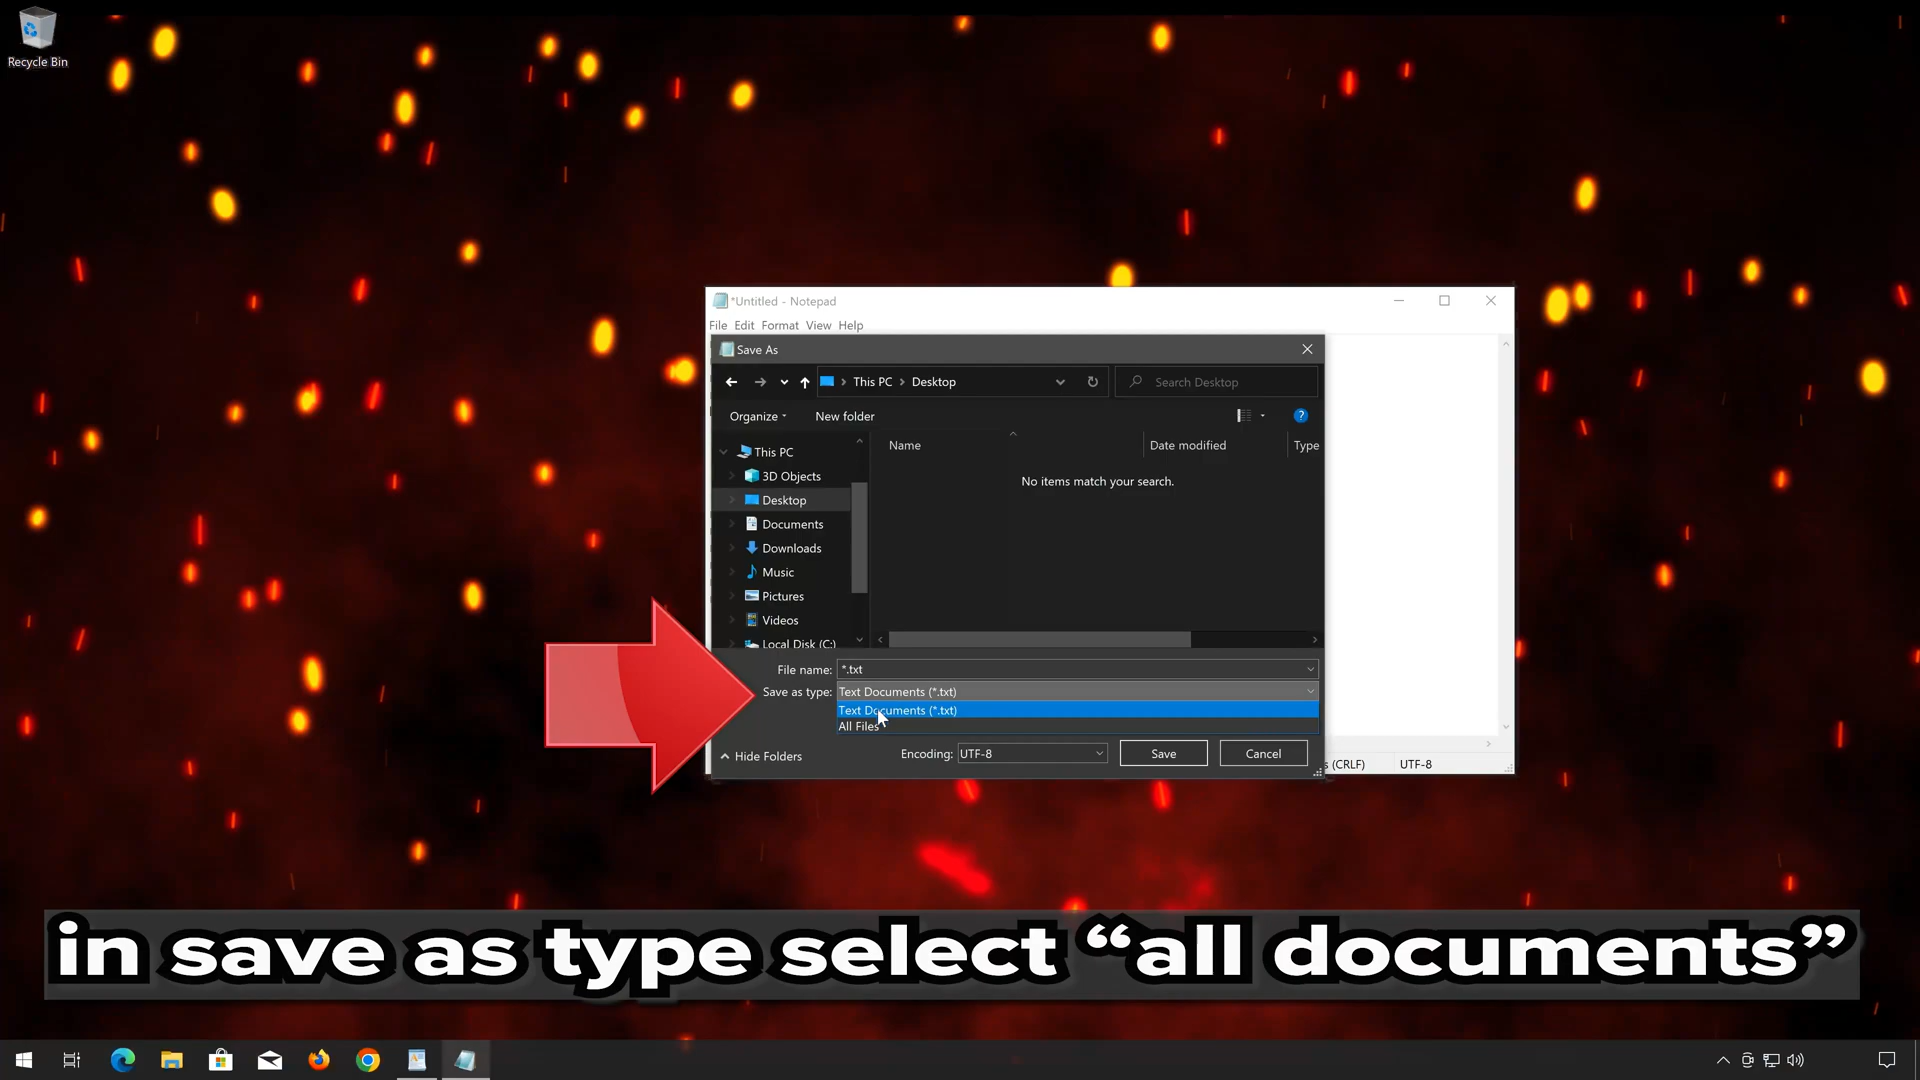 Recycle Bin
*Untitled - Notepad
File Edit Format View Help
Save As
This PC > Desktop
Search Desktop
Organize
New folder
Name
Date modified
Type
This PC
3D Objects
Desktop
Documents
Downloads
Music
Pictures
Videos
Local Disk (C:)
No items match your search.
File name: *.txt
Save as type: Text Documents (*.txt)
Text Documents (*.txt)
All Files
Hide Folders
Encoding: UTF-8
Save
Cancel
(CRLF)
UTF-8
in save as type select “all documents”